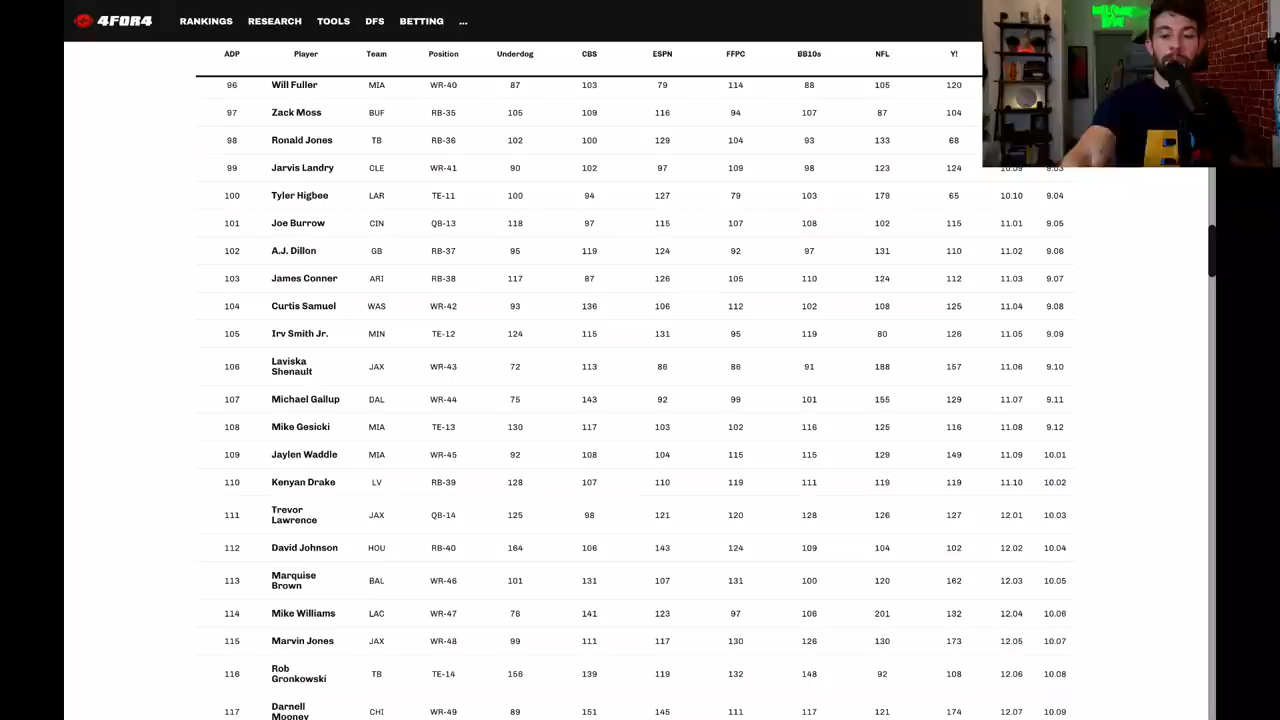 4FOR4 RANKINGS RESEARCH TOOLS DFS BETTING ...
ADP Player Team Position Underdog CBS ESPN FFPC BB10s NFL Y!
96 Will Fuller MIA WR-40 87 103 79 114 88 105 120
97 Zack Moss BUF RB-35 105 109 116 94 107 87 104
98 Ronald Jones TB RB-36 102 100 129 104 93 133 68
99 Jarvis Landry CLE WR-41 90 102 97 109 98 123 124 10.09 9.03
100 Tyler Higbee LAR TE-11 100 94 127 79 103 179 65 10.10 9.04
101 Joe Burrow CIN QB-13 118 97 115 107 108 102 115 11.01 9.05
102 A.J. Dillon GB RB-37 95 119 124 92 97 131 110 11.02 9.06
103 James Conner ARI RB-38 117 87 126 105 110 124 112 11.03 9.07
104 Curtis Samuel WAS WR-42 93 136 106 112 102 108 125 11.04 9.08
105 Irv Smith Jr. MIN TE-12 124 115 131 95 119 80 126 11.05 9.09
106 Laviska Shenault JAX WR-43 72 113 86 86 91 188 157 11.06 9.10
107 Michael Gallup DAL WR-44 75 143 92 99 101 155 129 11.07 9.11
108 Mike Gesicki MIA TE-13 130 117 103 102 116 125 116 11.08 9.12
109 Jaylen Waddle MIA WR-45 92 108 104 115 115 129 149 11.09 10.01
110 Kenyan Drake LV RB-39 128 107 110 119 111 119 119 11.10 10.02
111 Trevor Lawrence JAX QB-14 125 98 121 120 128 126 127 12.01 10.03
112 David Johnson HOU RB-40 164 106 143 124 109 104 102 12.02 10.04
113 Marquise Brown BAL WR-46 101 131 107 131 100 120 162 12.03 10.05
114 Mike Williams LAC WR-47 76 141 123 97 106 201 132 12.04 10.06
115 Marvin Jones JAX WR-48 99 111 117 130 126 130 173 12.05 10.07
116 Rob Gronkowski TB TE-14 156 139 119 132 148 92 108 12.06 10.08
117 Darnell Mooney CHI WR-49 89 151 145 111 117 121 174 12.07 10.09